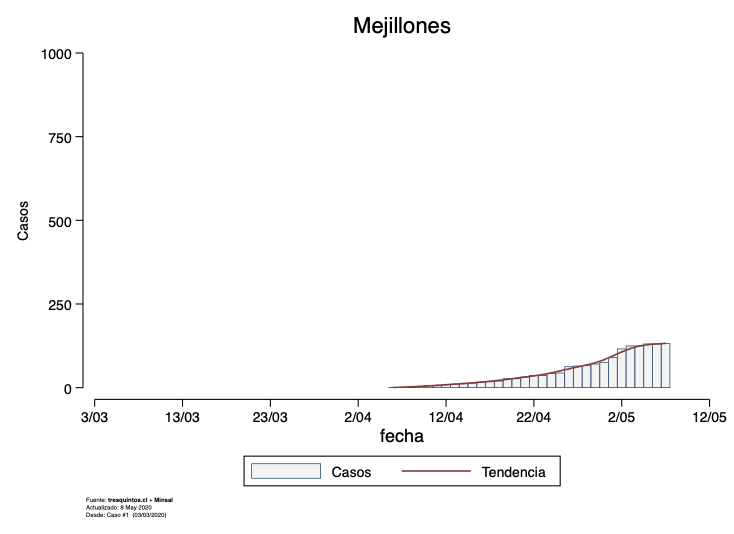 Mejillones
1000
750
500
250
0
Casos
3/03 13/03 23/03 2/04 12/04 22/04 2/05 12/05
fecha
Casos Tendencia
Fuente: tresquintos.cl + Minsal
Actualizado: 8 May 2020
Desde: Caso #1 (03/03/2020)